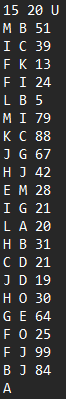 15 20 U
M B 51
I C 39
F K 13
F I 24
L B 5
M I 79
K C 88
J G 67
H J 42
E M 28
I G 21
L A 20
H B 31
C D 21
J D 19
H O 30
G E 64
F O 25
F J 99
B J 84
A